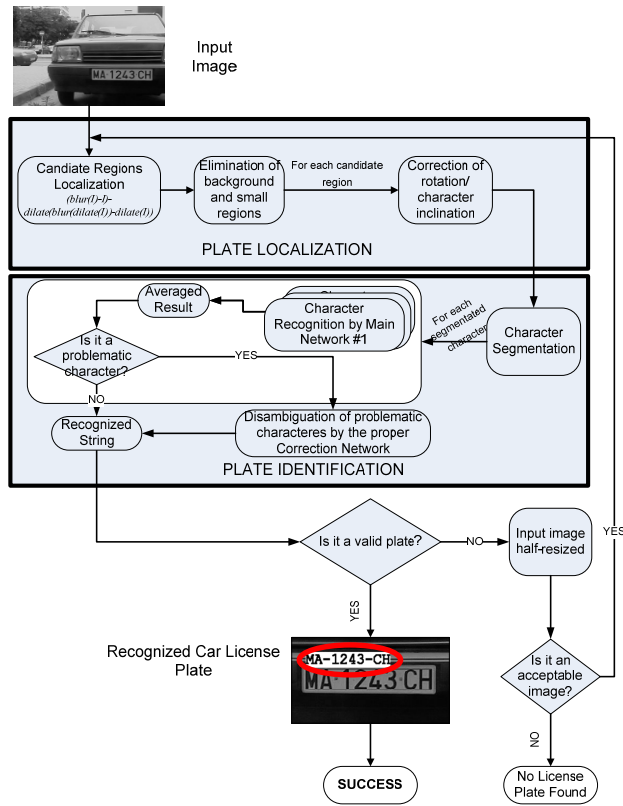 Input
Image
MA 1243 CH
Candiate Regions
Localization
(blur(I)-I)-
dilate(blur(dilate(I))-dilate(I))
Elimination of
background
and small
regions
For each candidate
region
Correction of
rotation/
character
inclination
PLATE LOCALIZATION
Averaged
Result
Character
Recognition by Main
Network #1
For each
segmentated
character
Character
Segmentation
Is it a
problematic
character?
YES
NO
Recognized
String
Disambiguation of problematic
characteres by the proper
Correction Network
PLATE IDENTIFICATION
Is it a valid plate?
NO
Input image
half-resized
YES
YES
Recognized Car License
Plate
MA-1243-CH
MA 1243 CH
Is it an
acceptable
image?
NO
SUCCESS
No License
Plate Found